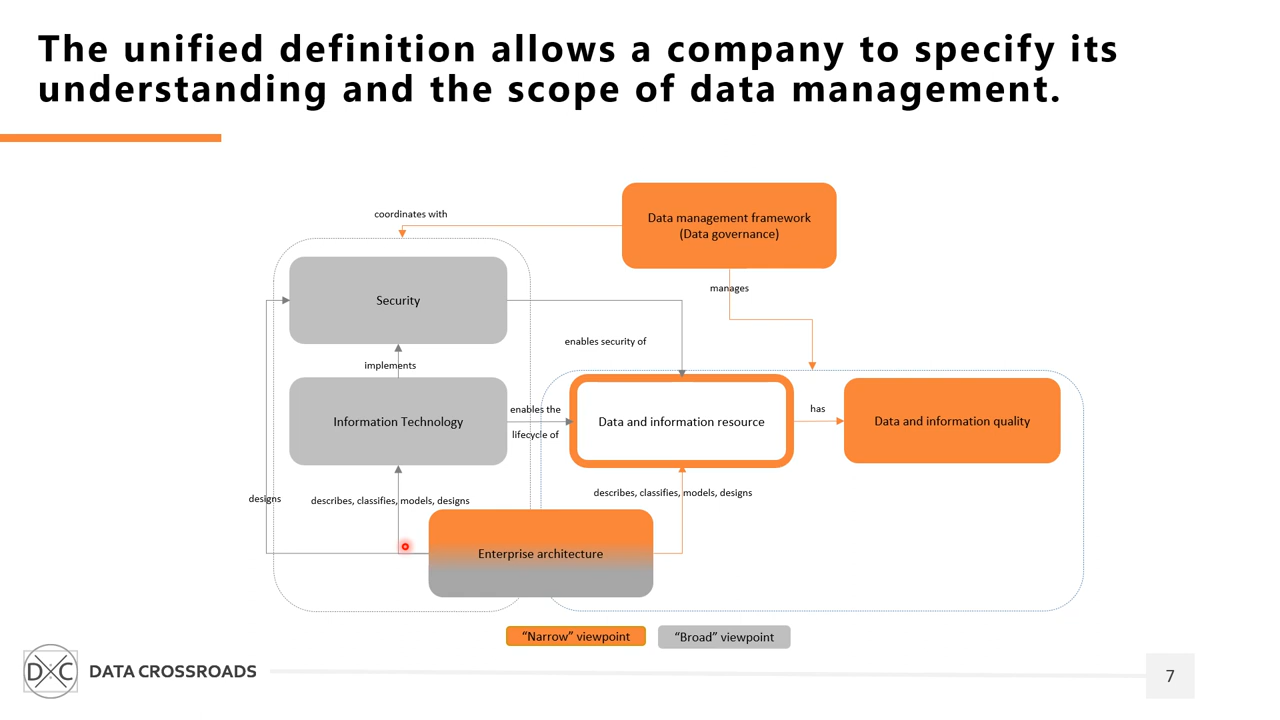 The unified definition allows a company to specify its
understanding and the scope of data management.
coordinates with
Data management framework
(Data governance)
manages
Security
enables security of
implements
Information Technology
enables the
lifecycle of
Data and information resource
has
Data and information quality
designs
describes, classifies, models, designs
describes, classifies, models, designs
Enterprise architecture
“Narrow” viewpoint
“Broad” viewpoint
DXC
DATA CROSSROADS
7